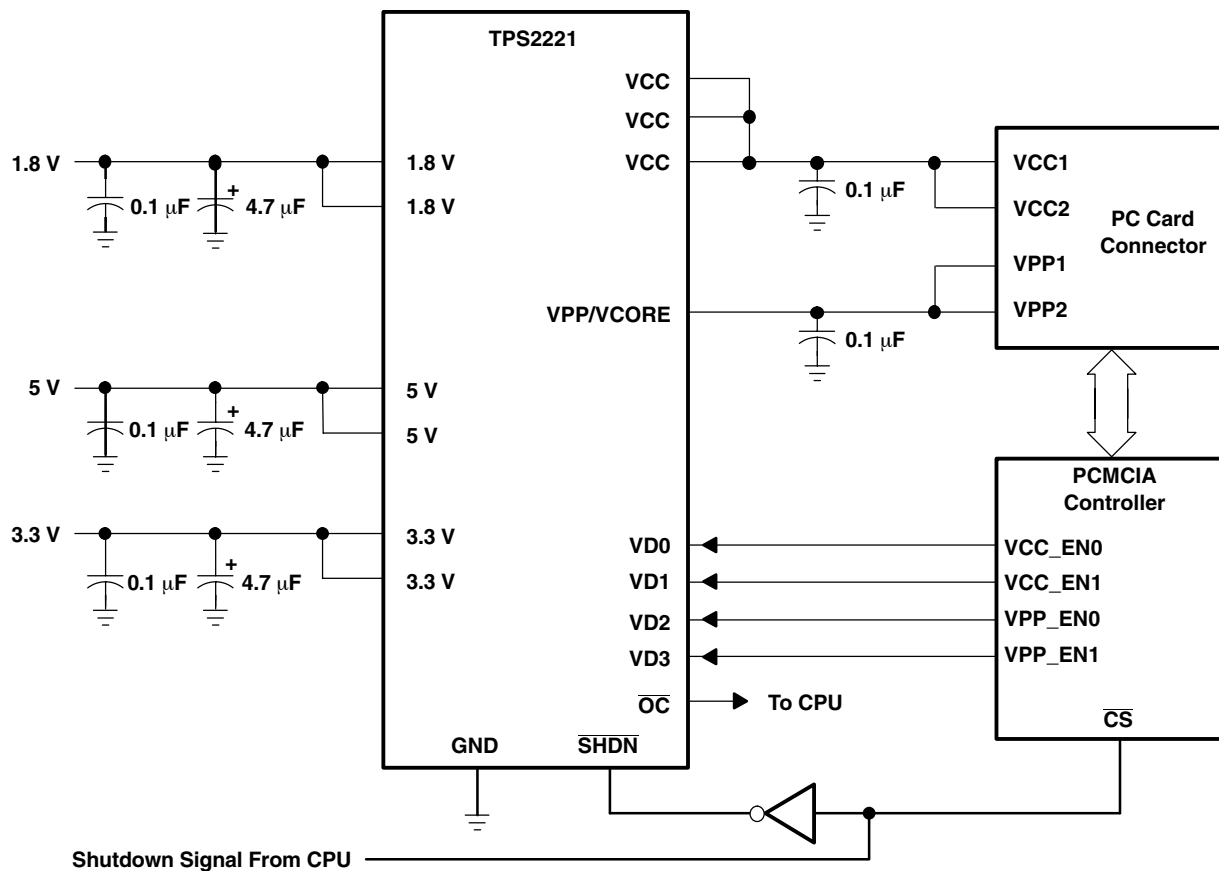 TPS2221
VCC
VCC
VCC
1.8 V
1.8 V
1.8 V
0.1 μF
+
4.7 μF
0.1 μF
VCC1
VCC2
VPP1
VPP2
PC Card
Connector
VPP/VCORE
0.1 μF
5 V
5 V
5 V
0.1 μF
+
4.7 μF
3.3 V
3.3 V
3.3 V
0.1 μF
+
4.7 μF
PCMCIA
Controller
VD0
VCC_EN0
VD1
VCC_EN1
VD2
VPP_EN0
VD3
VPP_EN1
O̅C̅
To CPU
C̅S̅
GND
S̅H̅D̅N̅
Shutdown Signal From CPU